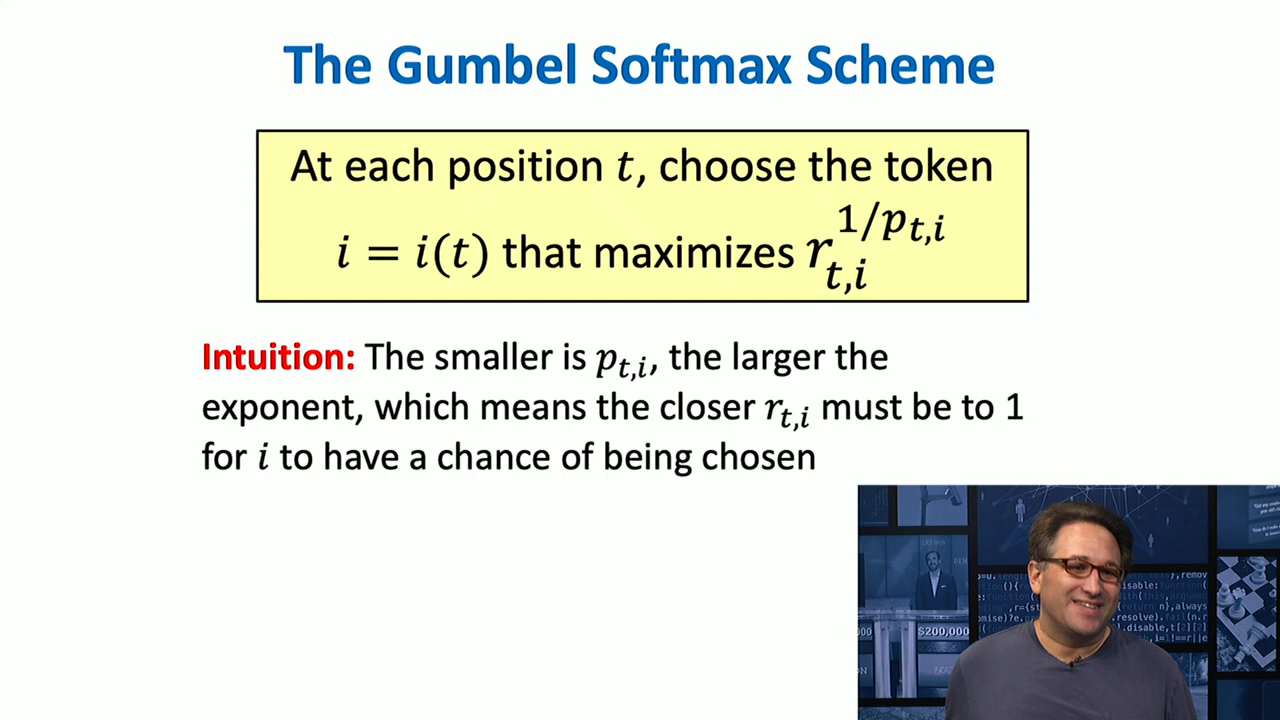 The Gumbel Softmax Scheme
At each position t, choose the token
i = i(t) that maximizes r_{t,i}^{1/p_{t,i}}
Intuition: The smaller is p_{t,i}, the larger the
exponent, which means the closer r_{t,i} must be to 1
for i to have a chance of being chosen
$200,000